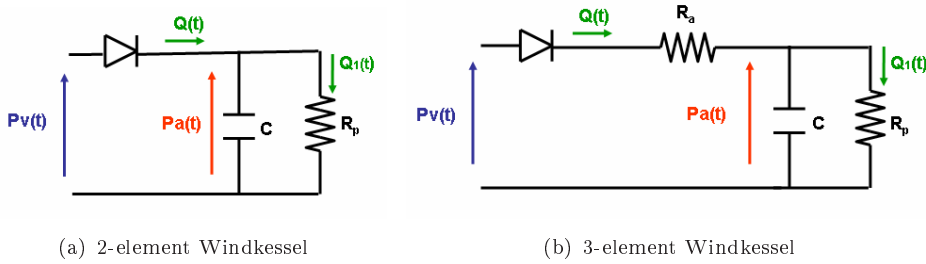 Q(t)
Q1(t)
Pv(t)
Pa(t)
C
Rp
(a) 2-element Windkessel
Q(t)
Ra
Q1(t)
Pv(t)
Pa(t)
C
Rp
(b) 3-element Windkessel